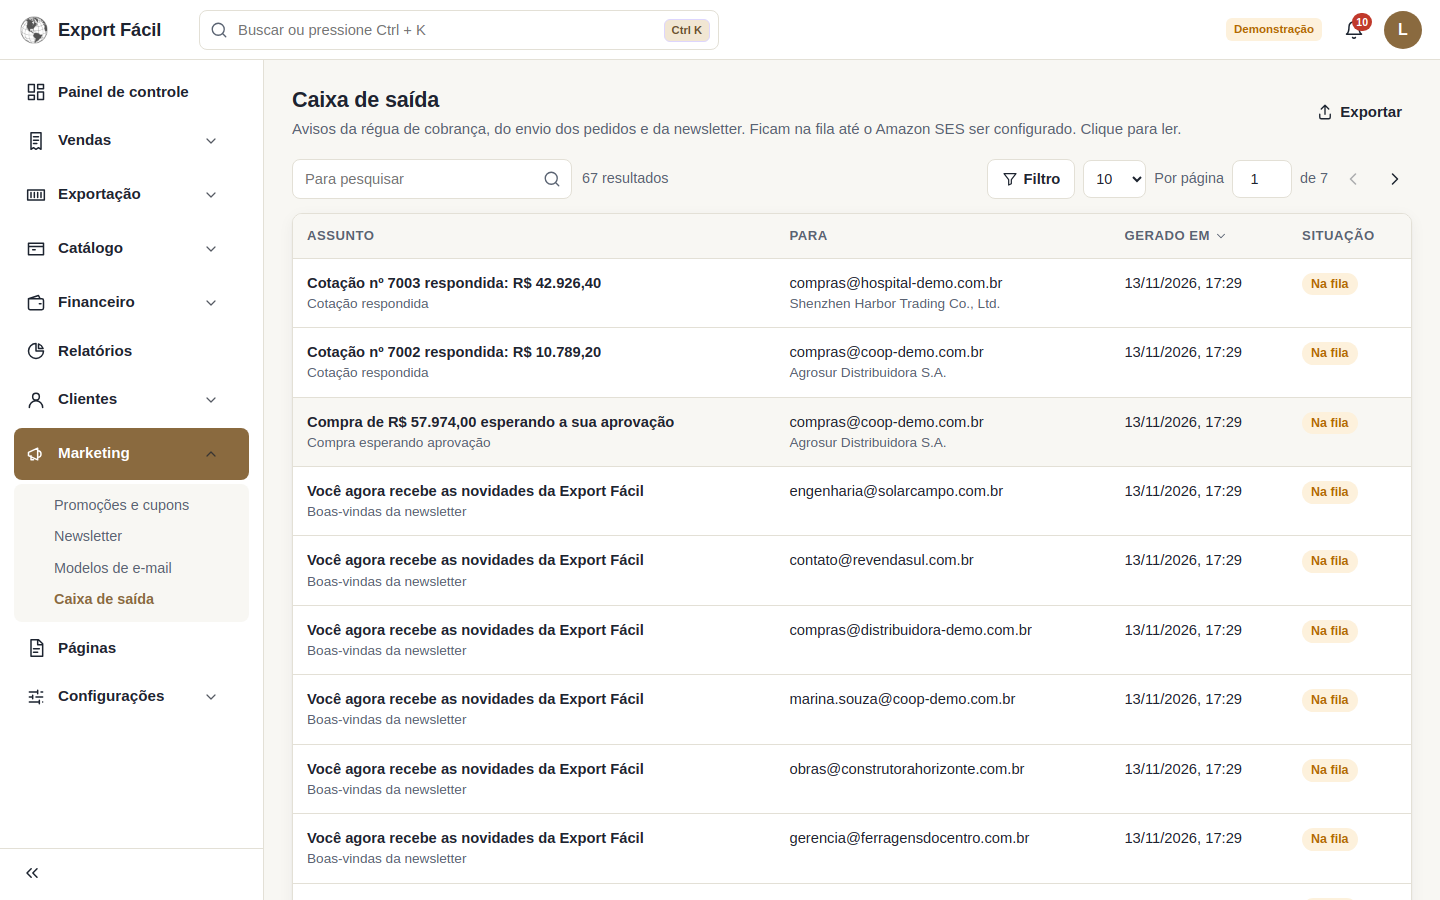 Export Fácil
Buscar ou pressione Ctrl + K
Ctrl K
Demonstração
10
L
Painel de controle
Vendas
Exportação
Catálogo
Financeiro
Relatórios
Clientes
Marketing
Promoções e cupons
Newsletter
Modelos de e-mail
Caixa de saída
Páginas
Configurações
Caixa de saída
Avisos da régua de cobrança, do envio dos pedidos e da newsletter. Ficam na fila até o Amazon SES ser configurado. Clique para ler.
Exportar
Para pesquisar
67 resultados
Filtro
10
Por página
1
de 7
ASSUNTO PARA GERADO EM SITUAÇÃO
Cotação nº 7003 respondida: R$ 42.926,40 compras@hospital-demo.com.br 13/11/2026, 17:29 Na fila
Cotação respondida Shenzhen Harbor Trading Co., Ltd.
Cotação nº 7002 respondida: R$ 10.789,20 compras@coop-demo.com.br 13/11/2026, 17:29 Na fila
Cotação respondida Agrosur Distribuidora S.A.
Compra de R$ 57.974,00 esperando a sua aprovação compras@coop-demo.com.br 13/11/2026, 17:29 Na fila
Compra esperando aprovação Agrosur Distribuidora S.A.
Você agora recebe as novidades da Export Fácil engenharia@solarcampo.com.br 13/11/2026, 17:29 Na fila
Boas-vindas da newsletter
Você agora recebe as novidades da Export Fácil contato@revendasul.com.br 13/11/2026, 17:29 Na fila
Boas-vindas da newsletter
Você agora recebe as novidades da Export Fácil compras@distribuidora-demo.com.br 13/11/2026, 17:29 Na fila
Boas-vindas da newsletter
Você agora recebe as novidades da Export Fácil marina.souza@coop-demo.com.br 13/11/2026, 17:29 Na fila
Boas-vindas da newsletter
Você agora recebe as novidades da Export Fácil obras@construtorahorizonte.com.br 13/11/2026, 17:29 Na fila
Boas-vindas da newsletter
Você agora recebe as novidades da Export Fácil gerencia@ferragensdocentro.com.br 13/11/2026, 17:29 Na fila
Boas-vindas da newsletter